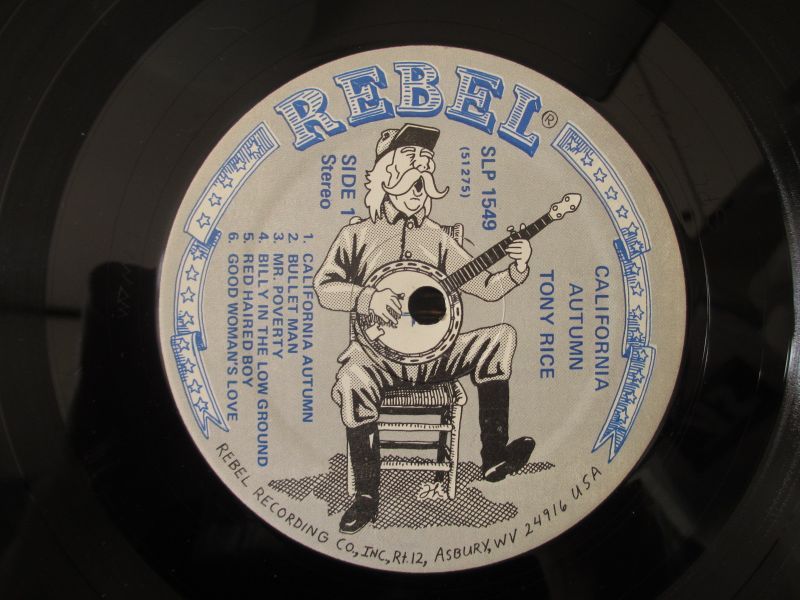 REBEL®
SLP 1549
(51275)
SIDE 1
Stereo
CALIFORNIA
AUTUMN
TONY RICE
1. CALIFORNIA AUTUMN
2. BULLET MAN
3. MR. POVERTY
4. BILLY IN THE LOW GROUND
5. RED HAIRED BOY
6. GOOD WOMAN'S LOVE
REBEL RECORDING CO., INC, Rt. 12, ASBURY, WV 24916 USA